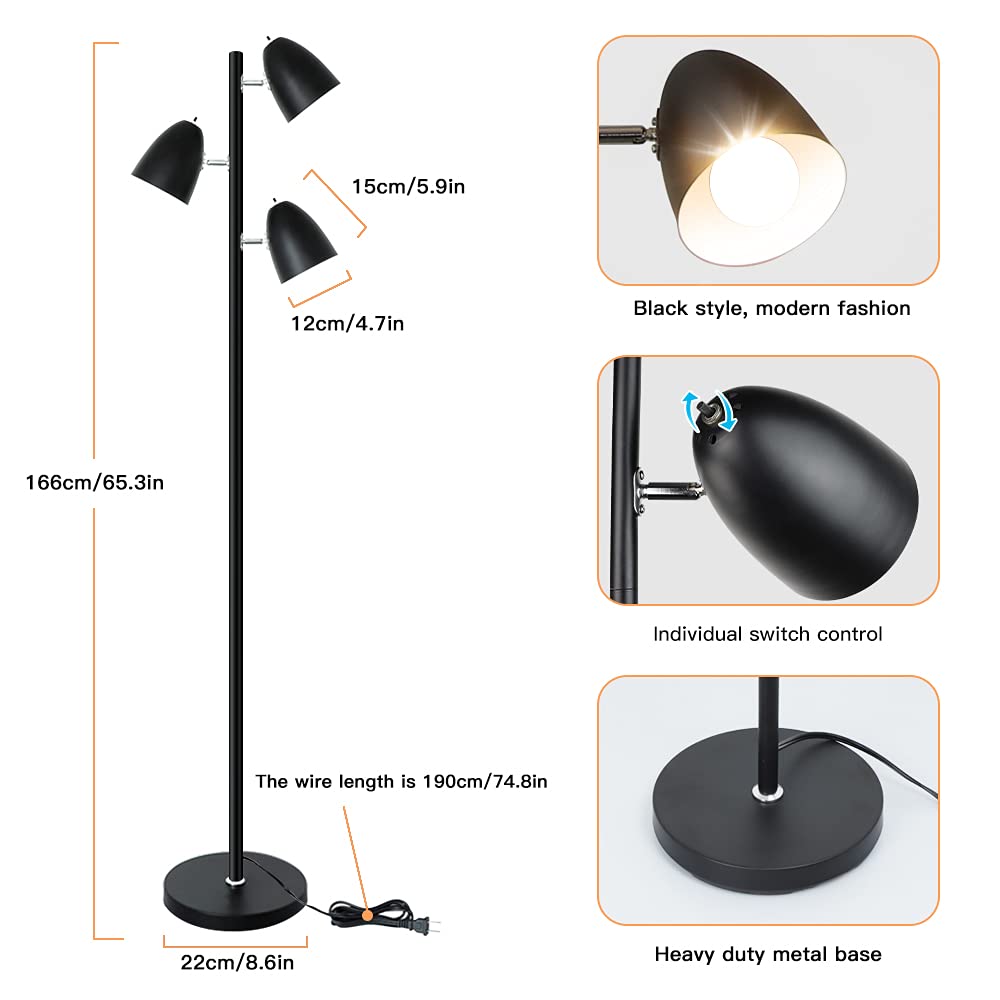 15cm/5.9in
12cm/4.7in
166cm/65.3in
The wire length is 190cm/74.8in
22cm/8.6in
Black style, modern fashion
Individual switch control
Heavy duty metal base